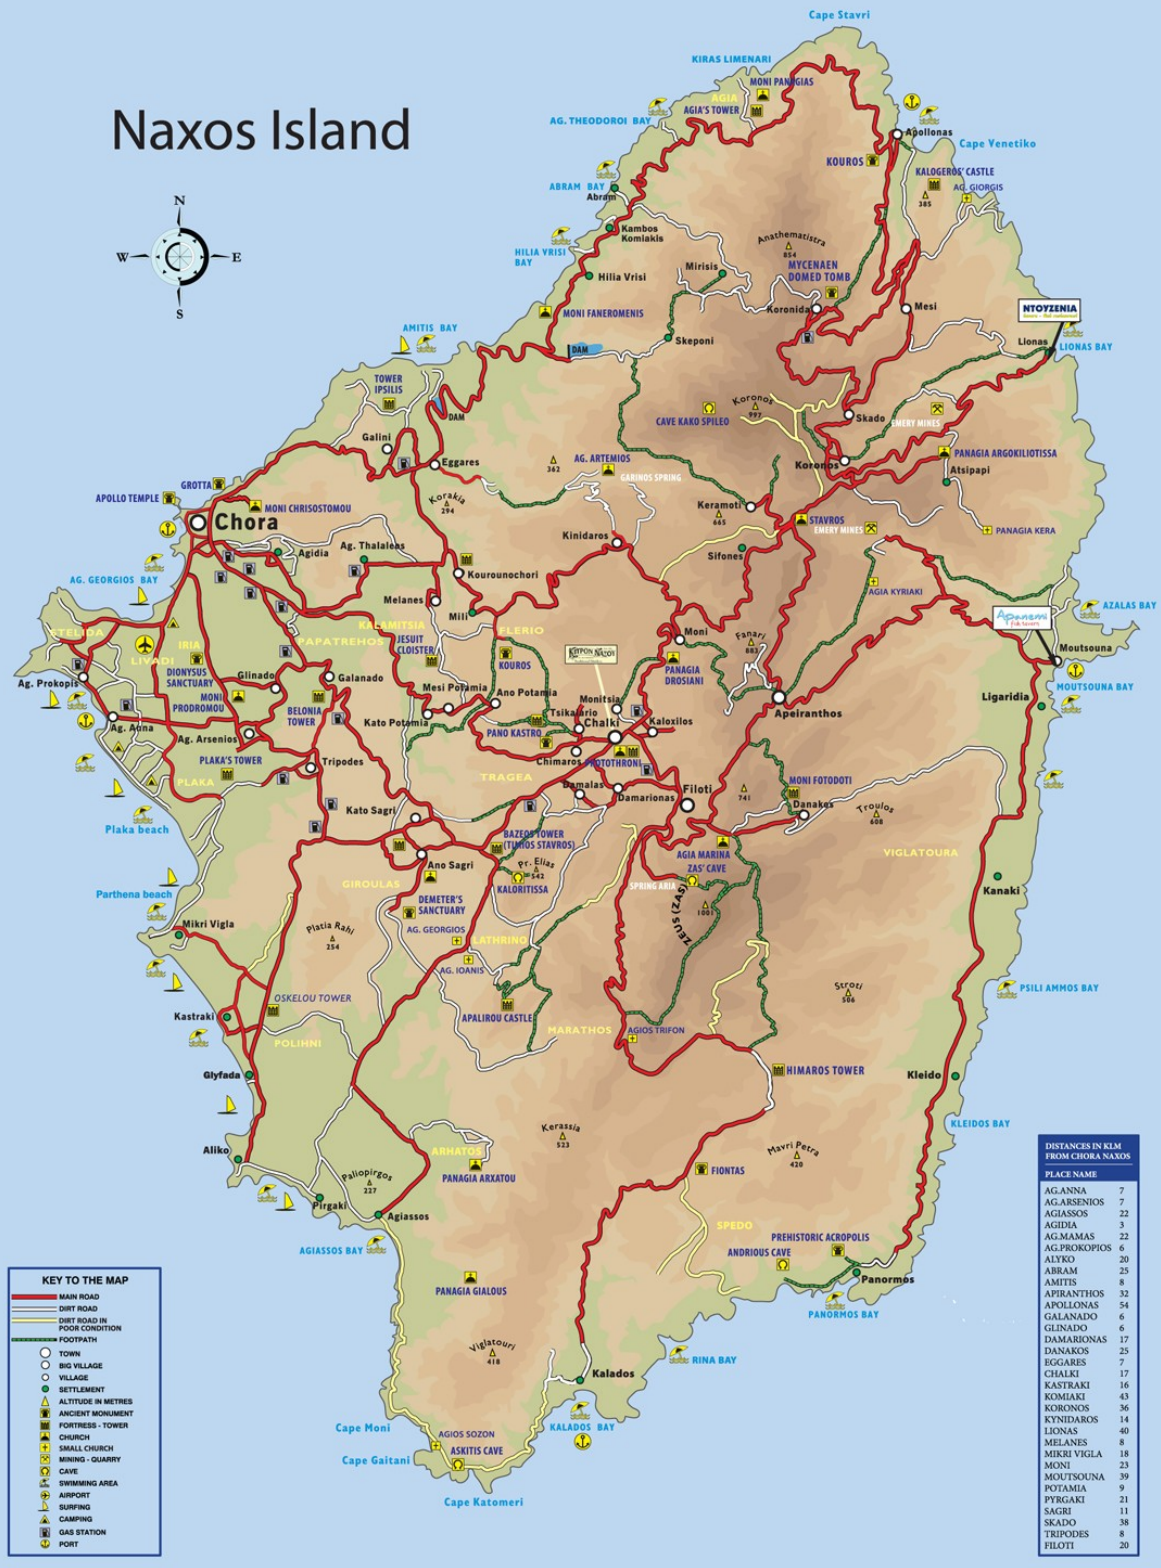 Cape Stavri
KIRAS LIMENARI
MONI PANAGIAS
AGIA
AGIA'S TOWER
AG. THEODOROI BAY
Naxos Island
Apollonas
Cape Venetiko
KOUROS
KALOGEROS' CASTLE
AG. GIORGIS
385
ABRAM BAY
Abram
N
W
E
S
Kambos
Komiakis
HILIA VRISI
BAY
Anathematistra
854
Hilia Vrisi
Mirisis
MYCENAEN
DOMED TOMB
MONI FANEROMENIS
Koronida
Mesi
NTOYZENIA
AMITIS BAY
Skeponi
Lionas
LIONAS BAY
DAM
TOWER
IPSILIS
DAM
CAVE KAKO SPILEO
Koronos
997
Skado
EMERY MINES
Galini
Eggares
362
AG. ARTEMIOS
GARINOS SPRING
Koronos
PANAGIA ARGOKILIOTISSA
Atsipapi
GROTTA
APOLLO TEMPLE
MONI CHRISOSTOMOU
Korakia
294
Keramoti
665
STAVROS
EMERY MINES
PANAGIA KERA
Chora
Agidia
Ag. Thalaleos
Kinidaros
Sifones
AG. GEORGIOS BAY
Kourounochori
AGIA KYRIAKI
Melanes
Mili
Apanemi
AZALAS BAY
STELIDA
LIVADI
IRIA
PAPATREHOS
KALAMITSIA
FLERIO
JESUIT
CLOISTER
KOUROS
ΚΙΤΡΟΝ ΝΑΞΟΣ
Moni
Fanari
883
PANAGIA
DROSIANI
Moutsouna
Ag. Prokopis
DIONYSUS
SANCTUARY
Glinado
Galanado
MONI
PRODROMOU
BELONIA
TOWER
Mesi Potamia
Ano Potamia
Monitsia
Tsikalario
Kato Potamia
PANO KASTRO
Chalki
Kaloxilos
Apeiranthos
Ligaridia
MOUTSOUNA BAY
Ag. Anna
Ag. Arsenios
Chimaros
PROTOTHRONI
PLAKA'S TOWER
Tripodes
PLAKA
TRAGEA
Damalas
Damarionas
Filoti
741
MONI FOTODOTI
Danakos
Troulos
608
Plaka beach
Kato Sagri
BAZEOS TOWER
(TIMIOS STAVROS)
AGIA MARINA
ZAS' CAVE
VIGLATOURA
Ano Sagri
Pr. Elias
542
KALORITISSA
SPRING ARIA
ZEUS (ZAS)
1001
Kanaki
Parthena beach
GIROULAS
DEMETER'S
SANCTUARY
Mikri Vigla
Platia Rahi
254
AG. GEORGIOS
LATHRINO
AG. IOANIS
Stroti
506
PSILI AMMOS BAY
OSKELOU TOWER
Kastraki
APALIROU CASTLE
MARATHOS
AGIOS TRIFON
POLIHNI
Glyfada
HIMAROS TOWER
Kleido
Kerassia
523
KLEIDOS BAY
Aliko
ARHATOS
PANAGIA ARXATOU
Mavri Petra
420
Paliopirgos
227
FIONTAS
Pirgaki
Agiassos
SPEDO
PREHISTORIC ACROPOLIS
ANDRIOUS CAVE
AGIASSOS BAY
Panormos
PANORMOS BAY
PANAGIA GIALOUS
Viglatouri
418
RINA BAY
Kalados
Cape Moni
AGIOS SOZON
KALADOS BAY
ASKITIS CAVE
Cape Gaitani
Cape Katomeri
KEY TO THE MAP
MAIN ROAD
DIRT ROAD
DIRT ROAD IN
POOR CONDITION
FOOTPATH
TOWN
BIG VILLAGE
VILLAGE
SETTLEMENT
ALTITUDE IN METRES
ANCIENT MONUMENT
FORTRESS - TOWER
CHURCH
SMALL CHURCH
MINING - QUARRY
CAVE
SWIMMING AREA
AIRPORT
SURFING
CAMPING
GAS STATION
PORT
DISTANCES IN KLM
FROM CHORA NAXOS
PLACE NAME
AG.ANNA 7
AG.ARSENIOS 7
AGIASSOS 22
AGIDIA 3
AG.MAMAS 22
AG.PROKOPIOS 6
ALYKO 20
ABRAM 25
AMITIS 8
APIRANTHOS 32
APOLLONAS 54
GALANADO 6
GLINADO 6
DAMARIONAS 17
DANAKOS 25
EGGARES 7
CHALKI 17
KASTRAKI 16
KOMIAKI 43
KORONOS 36
KYNIDAROS 14
LIONAS 40
MELANES 8
MIKRI VIGLA 18
MONI 23
MOUTSOUNA 39
POTAMIA 9
PYRGAKI 21
SAGRI 11
SKADO 38
TRIPODES 8
FILOTI 20